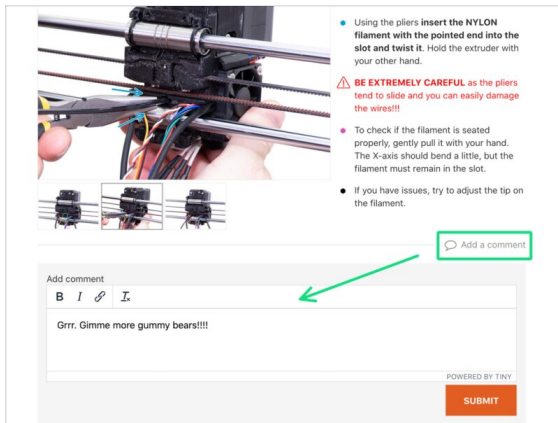 Using the pliers insert the NYLON
filament with the pointed end into the
slot and twist it. Hold the extruder with
your other hand.
BE EXTREMELY CAREFUL as the pliers
tend to slide and you can easily damage
the wires!!!
To check if the filament is seated
properly, gently pull it with your hand.
The X-axis should bend a little, but the
filament must remain in the slot.
If you have issues, try to adjust the tip on
the filament.
Add a comment
Add comment
B I
Grrr. Gimme more gummy bears!!!!
POWERED BY TINY
SUBMIT